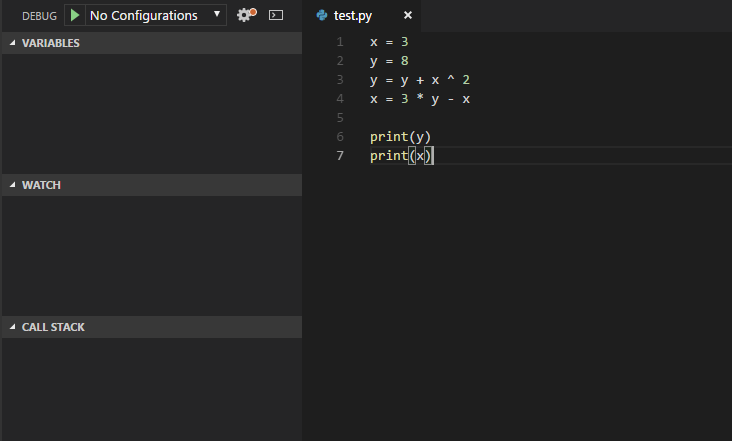 DEBUG No Configurations
VARIABLES
WATCH
CALL STACK
test.py
1 x = 3
2 y = 8
3 y = y + x ^ 2
4 x = 3 * y - x
5
6 print(y)
7 print(x)